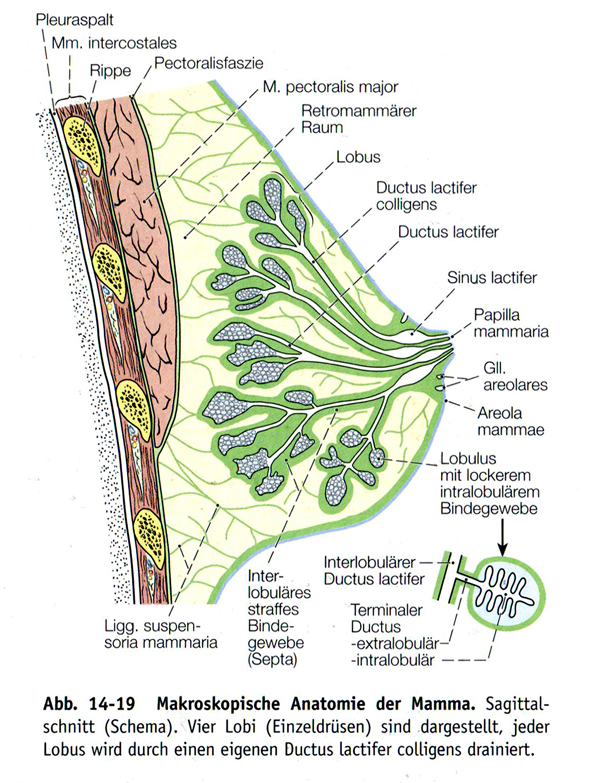 Pleuraspalt
Mm. intercostales
Rippe
Pectoralisfaszie
M. pectoralis major
Retromammärer
Raum
Lobus
Ductus lactifer
colligens
Ductus lactifer
Sinus lactifer
Papilla
mammaria
Gll.
areolares
Areola
mammae
Lobulus
mit lockerem
intralobulärem
Bindegewebe
Interlobulärer
Ductus lactifer
Terminaler
Ductus
-extralobulär
-intralobulär
Inter-
lobuläres
straffes
Binde-
gewebe
(Septa)
Ligg. suspen-
soria mammaria
Abb. 14-19 Makroskopische Anatomie der Mamma. Sagittal-
schnitt (Schema). Vier Lobi (Einzeldrüsen) sind dargestellt, jeder
Lobus wird durch einen eigenen Ductus lactifer colligens drainiert.